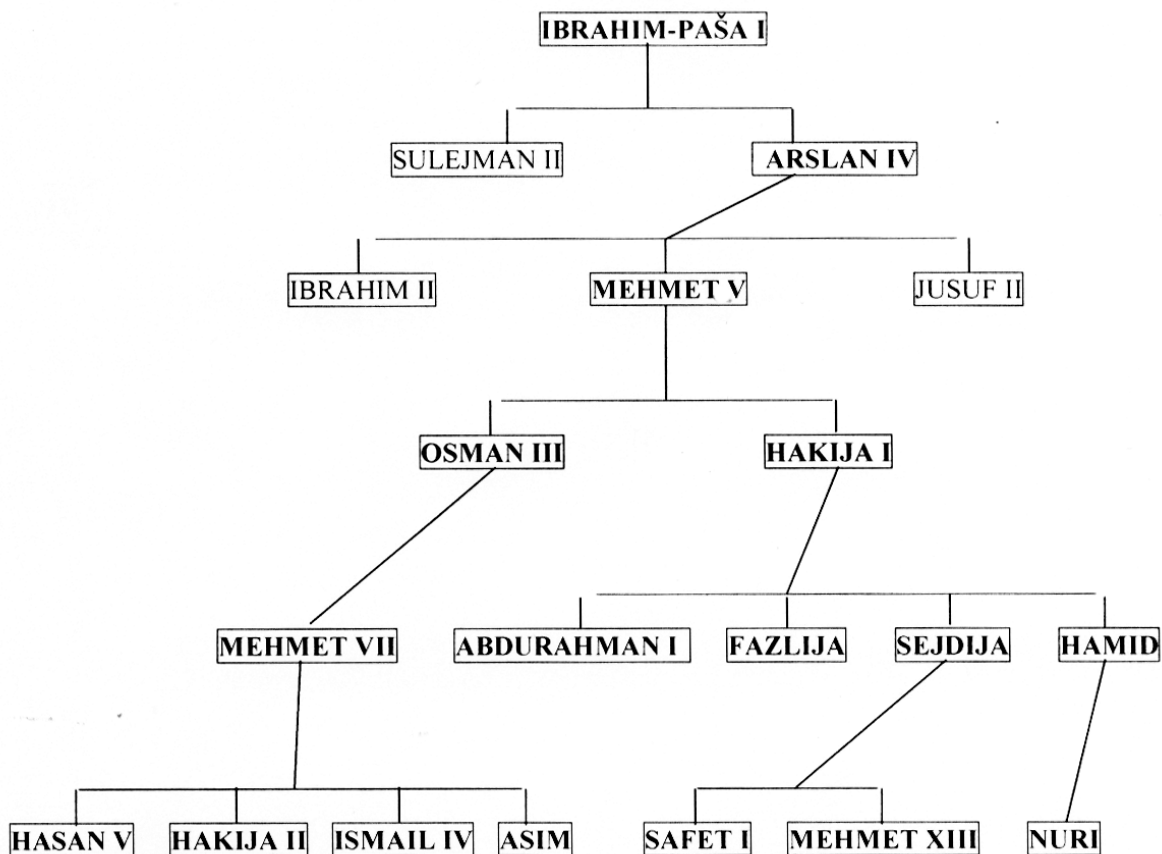 IBRAHIM-PAŠA I
SULEJMAN II ARSLAN IV
IBRAHIM II MEHMET V JUSUF II
OSMAN III HAKIJA I
MEHMET VII ABDURAHMAN I FAZLIJA SEJDIJA HAMID
HASAN V HAKIJA II ISMAIL IV ASIM SAFET I MEHMET XIII NURI